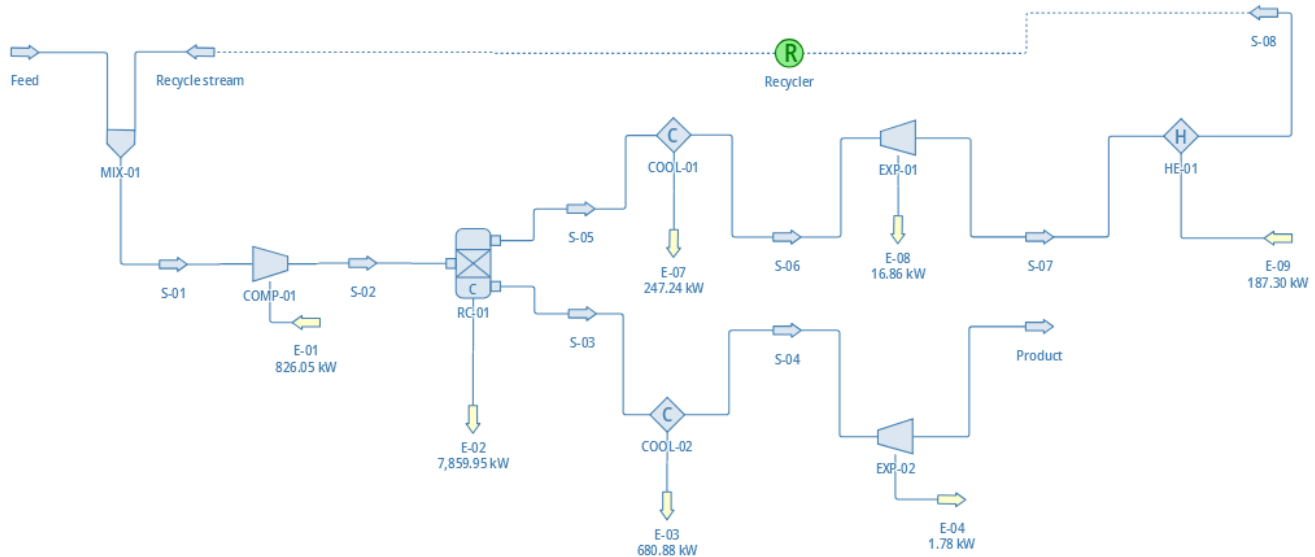 S-08
R
Feed
Recycle stream
Recycler
C
H
MIX-01
COOL-01
EXP-01
HE-01
S-05
S-06
S-07
E-07
247.24 kW
E-08
16.86 kW
E-09
187.30 kW
S-01
COMP-01
S-02
C
RC-01
E-01
826.05 kW
S-03
S-04
Product
C
COOL-02
E-02
7,859.95 kW
EXP-02
E-03
680.88 kW
E-04
1.78 kW